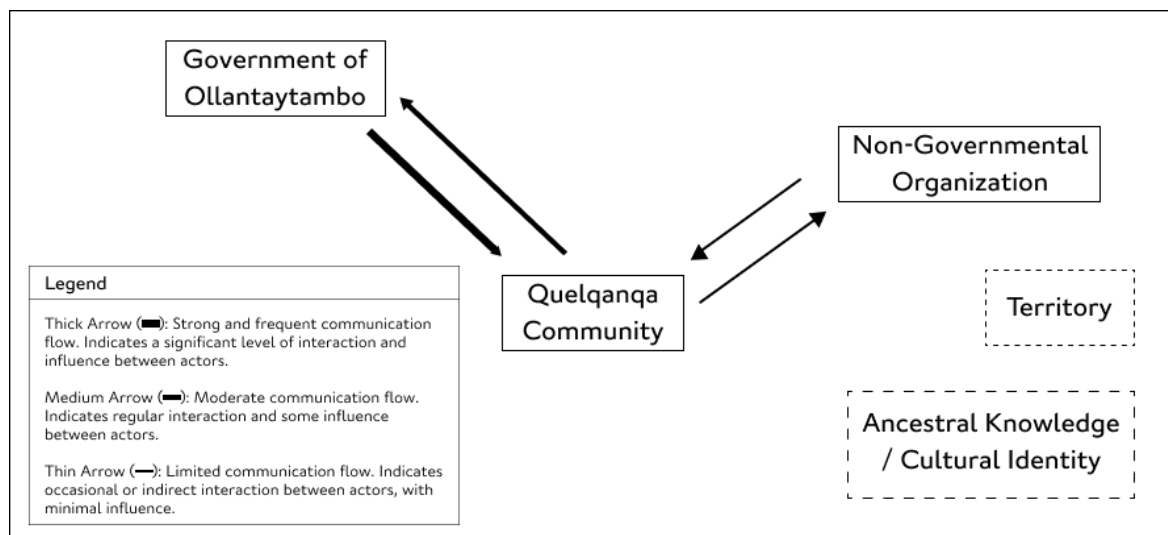 Government of
Ollantaytambo
Non-Governmental
Organization
Quelqanqa
Community
Territory
Ancestral Knowledge
/ Cultural Identity
Legend
Thick Arrow (▬): Strong and frequent communication
flow. Indicates a significant level of interaction and
influence between actors.
Medium Arrow (▬): Moderate communication flow.
Indicates regular interaction and some influence
between actors.
Thin Arrow (—): Limited communication flow. Indicates
occasional or indirect interaction between actors, with
minimal influence.